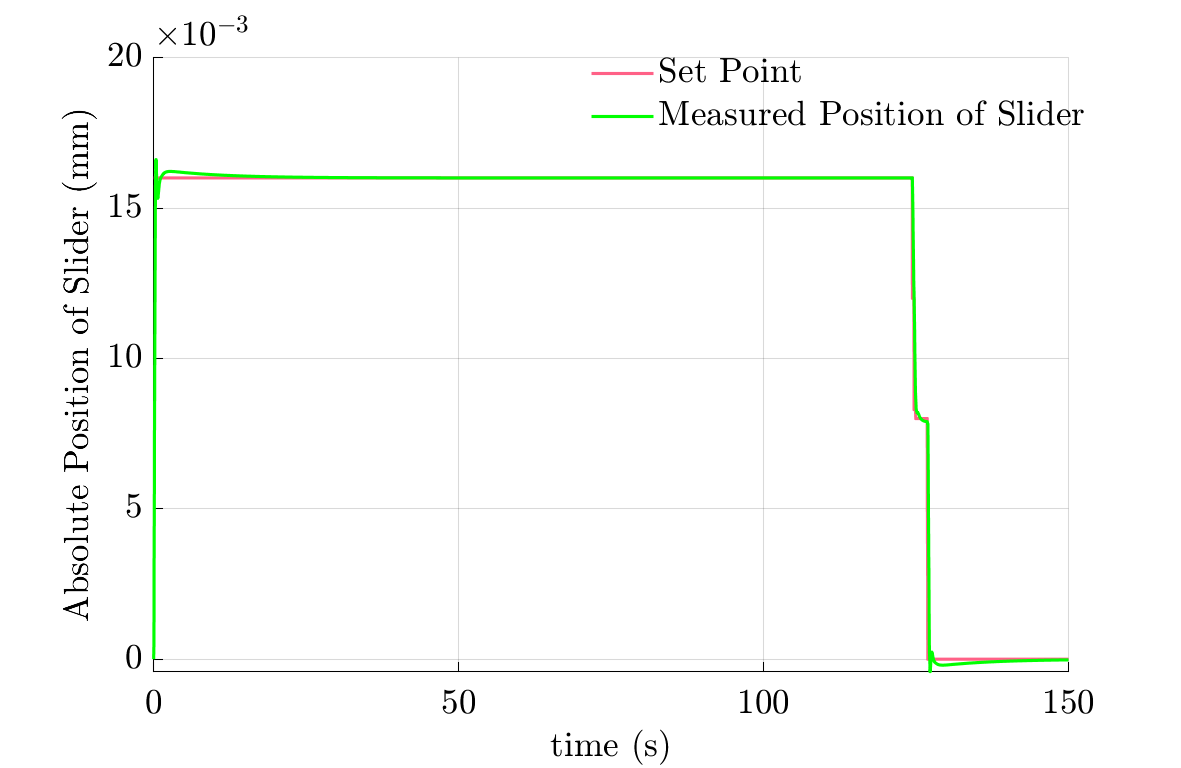 ×10⁻³
20
15
10
5
0
Absolute Position of Slider (mm)
Set Point
Measured Position of Slider
0 50 100 150
time (s)